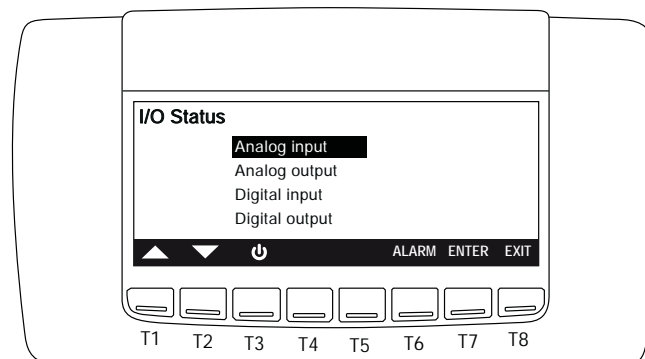 I/O Status
Analog input
Analog output
Digital input
Digital output
ALARM ENTER EXIT
T1 T2 T3 T4 T5 T6 T7 T8